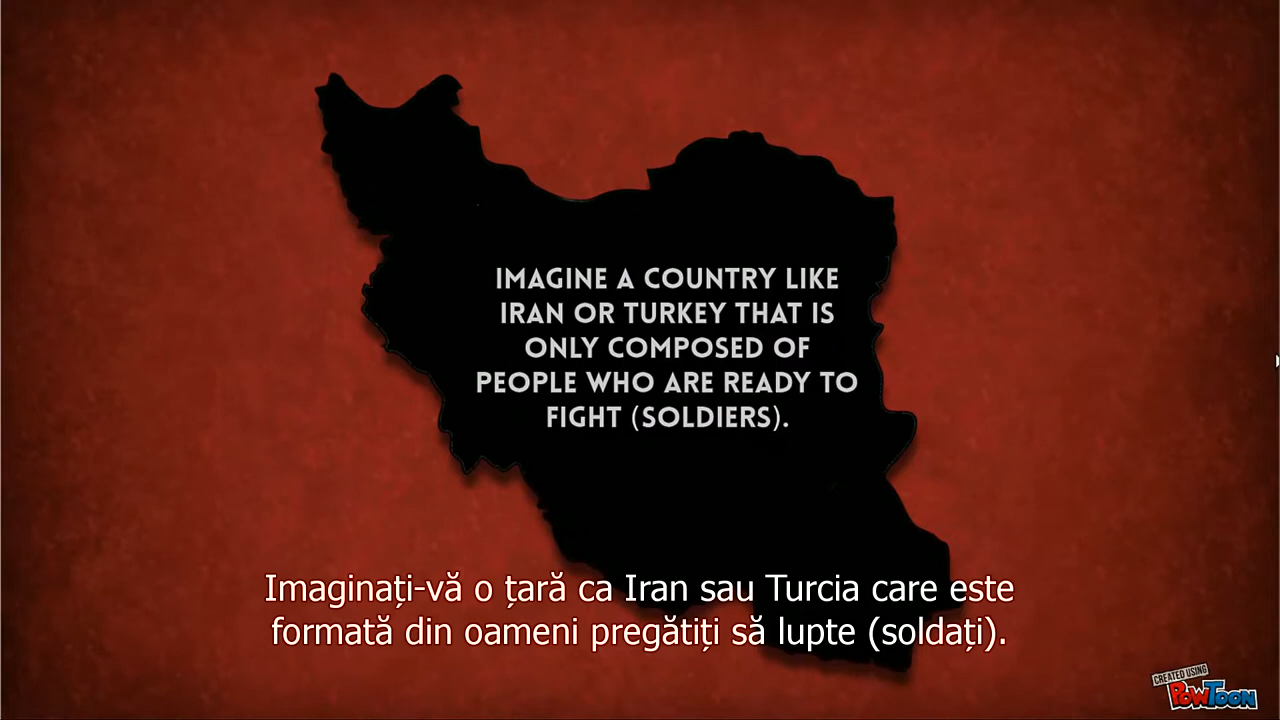 IMAGINE A COUNTRY LIKE
IRAN OR TURKEY THAT IS
ONLY COMPOSED OF
PEOPLE WHO ARE READY TO
FIGHT (SOLDIERS).
Imaginați-vă o țară ca Iran sau Turcia care este
formată din oameni pregătiți să lupte (soldați).
CREATED USING
POWTOON